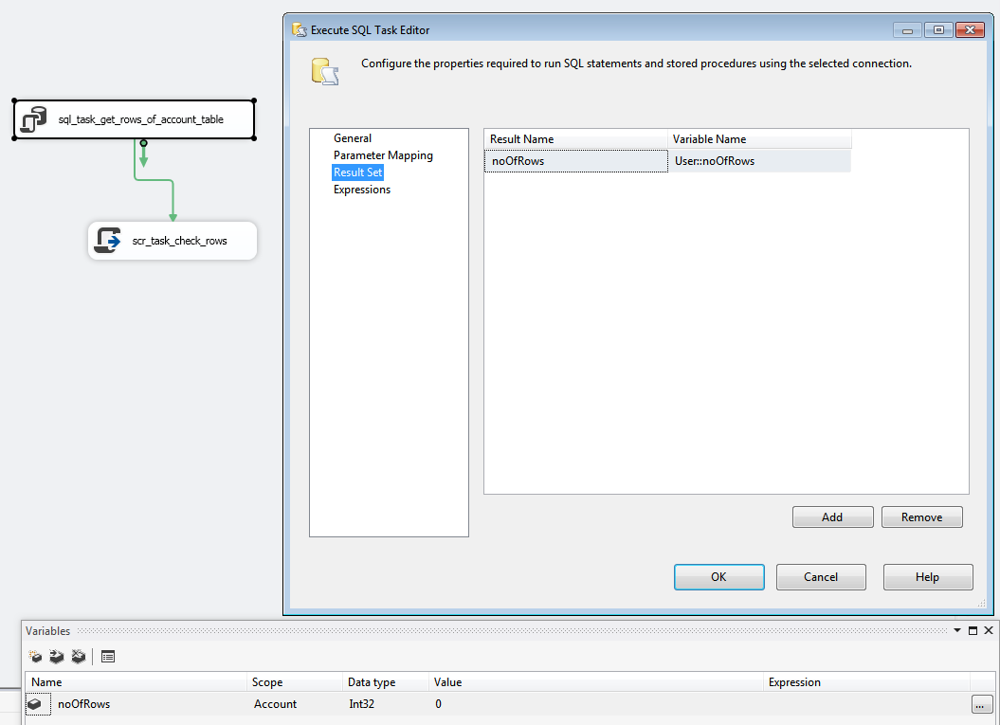 sql_task_get_rows_of_account_table
scr_task_check_rows
Execute SQL Task Editor
Configure the properties required to run SQL statements and stored procedures using the selected connection.
General
Parameter Mapping
Result Set
Expressions
Result Name Variable Name
noOfRows User::noOfRows
Add Remove
OK Cancel Help
Variables
Name Scope Data type Value Expression
noOfRows Account Int32 0 ...